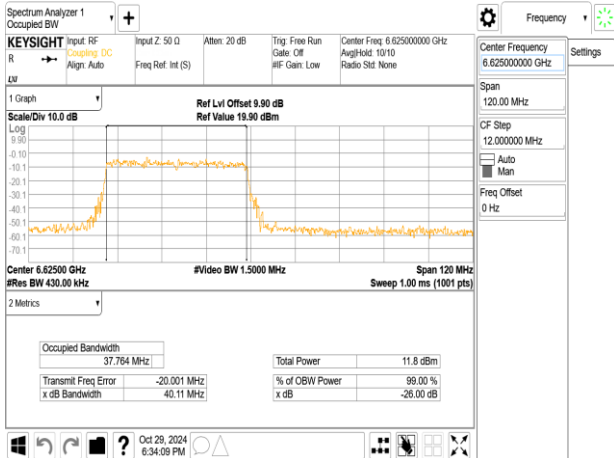 Spectrum Analyzer 1
Occupied BW
Frequency
KEYSIGHT
R
Input: RF
Coupling: DC
Align: Auto
Input Z: 50 Ω
Freq Ref: Int (S)
Atten: 20 dB
Trig: Free Run
Gate: Off
#IF Gain: Low
Center Freq: 6.625000000 GHz
Avg|Hold: 10/10
Radio Std: None
Center Frequency
6.625000000 GHz
Settings
Span
120.00 MHz
CF Step
12.000000 MHz
Auto
Man
Freq Offset
0 Hz
1 Graph
Scale/Div 10.0 dB
Ref Lvl Offset 9.90 dB
Ref Value 19.90 dBm
Log
9.90
-0.10
-10.1
-20.1
-30.1
-40.1
-50.1
-60.1
-70.1
Center 6.62500 GHz
#Res BW 430.00 kHz
#Video BW 1.5000 MHz
Span 120 MHz
Sweep 1.00 ms (1001 pts)
2 Metrics
Occupied Bandwidth
37.764 MHz
Total Power 11.8 dBm
Transmit Freq Error -20.001 MHz
% of OBW Power 99.00 %
x dB Bandwidth 40.11 MHz
x dB -26.00 dB
?
Oct 29, 2024
6:34:09 PM